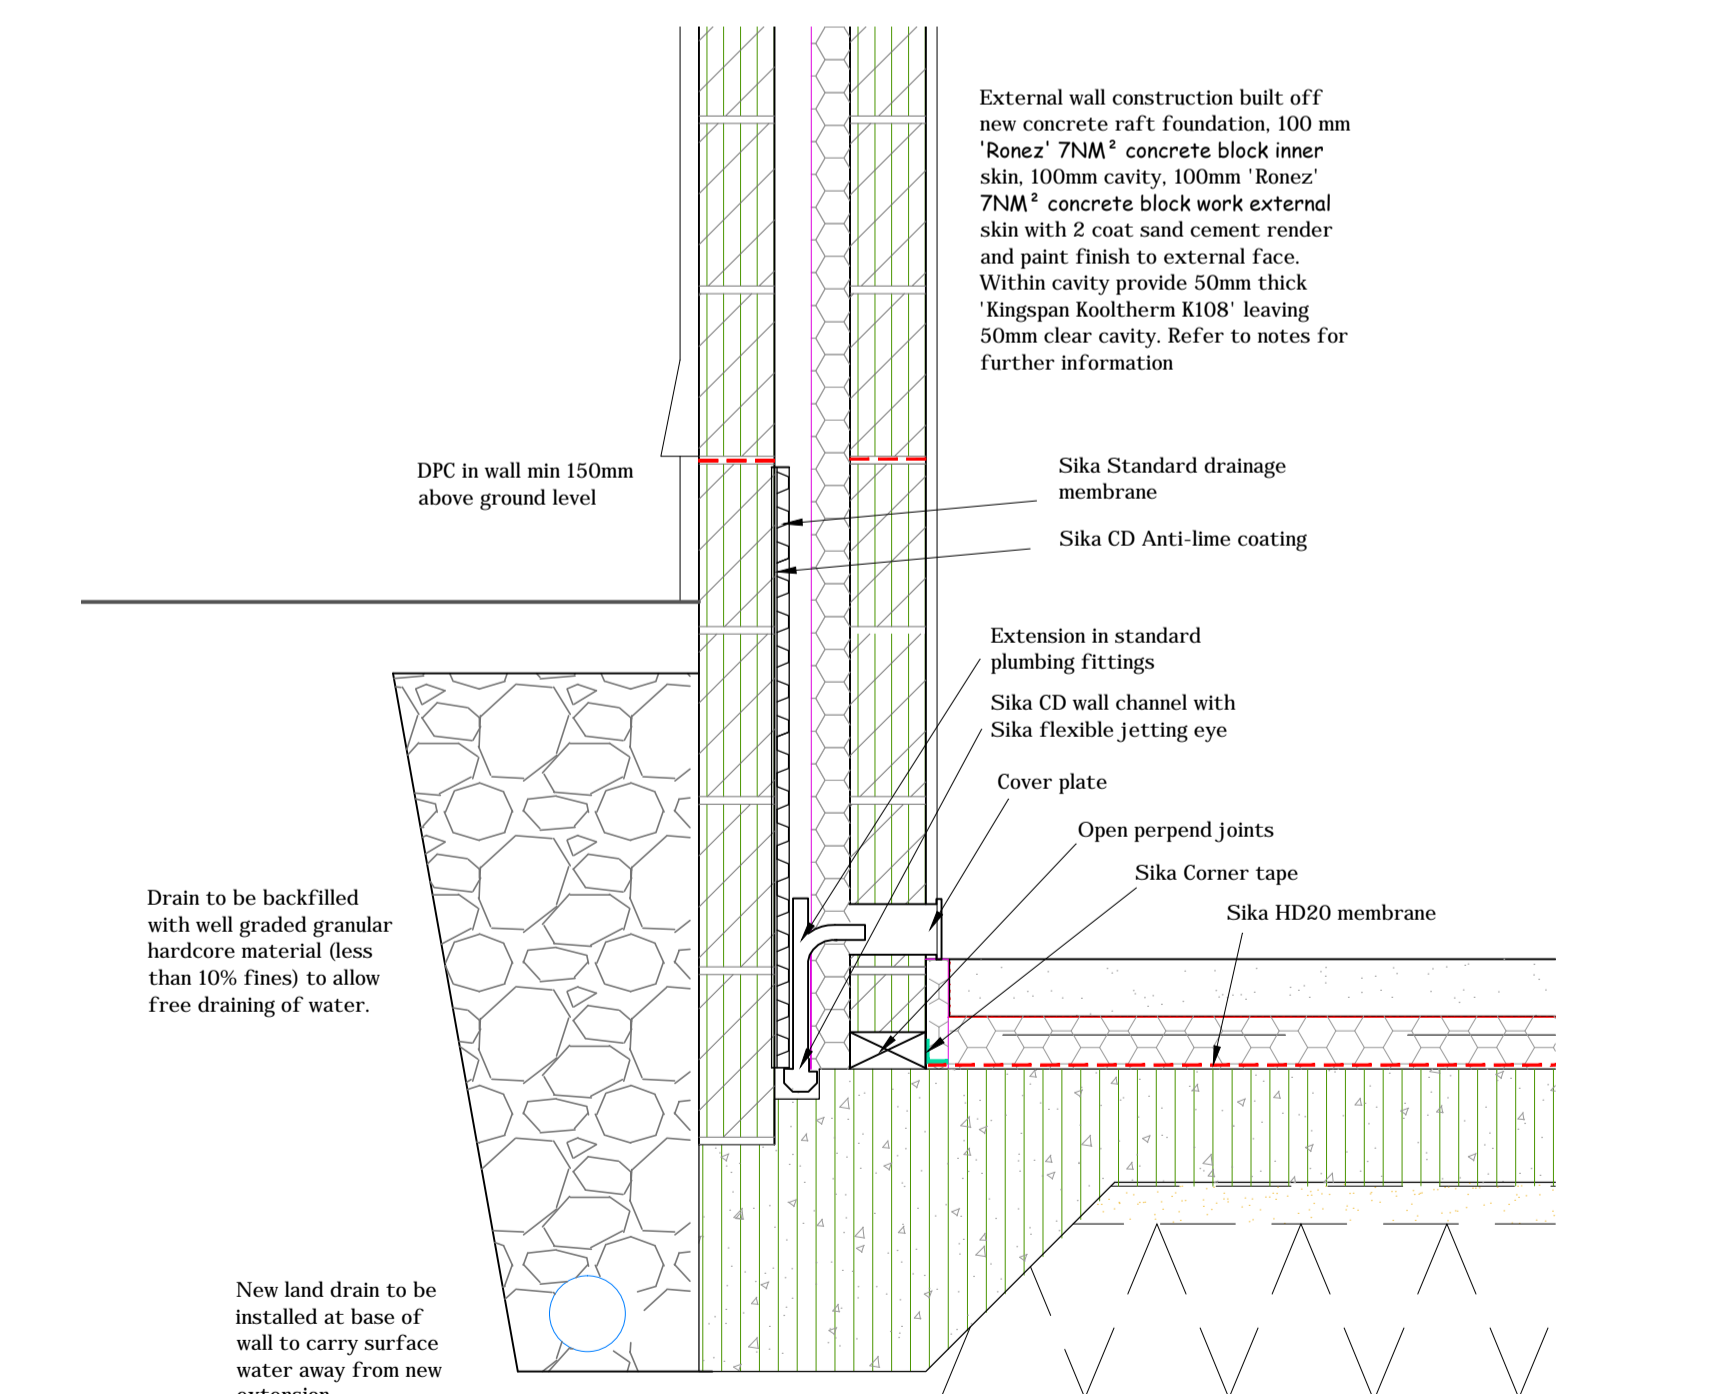 External wall construction built off
new concrete raft foundation, 100 mm
'Ronez' 7NM² concrete block inner
skin, 100mm cavity, 100mm 'Ronez'
7NM² concrete block work external
skin with 2 coat sand cement render
and paint finish to external face.
Within cavity provide 50mm thick
'Kingspan Kooltherm K108' leaving
50mm clear cavity. Refer to notes for
further information
DPC in wall min 150mm
above ground level
Sika Standard drainage
membrane
Sika CD Anti-lime coating
Extension in standard
plumbing fittings
Sika CD wall channel with
Sika flexible jetting eye
Cover plate
Open perpend joints
Sika Corner tape
Sika HD20 membrane
Drain to be backfilled
with well graded granular
hardcore material (less
than 10% fines) to allow
free draining of water.
New land drain to be
installed at base of
wall to carry surface
water away from new
extension